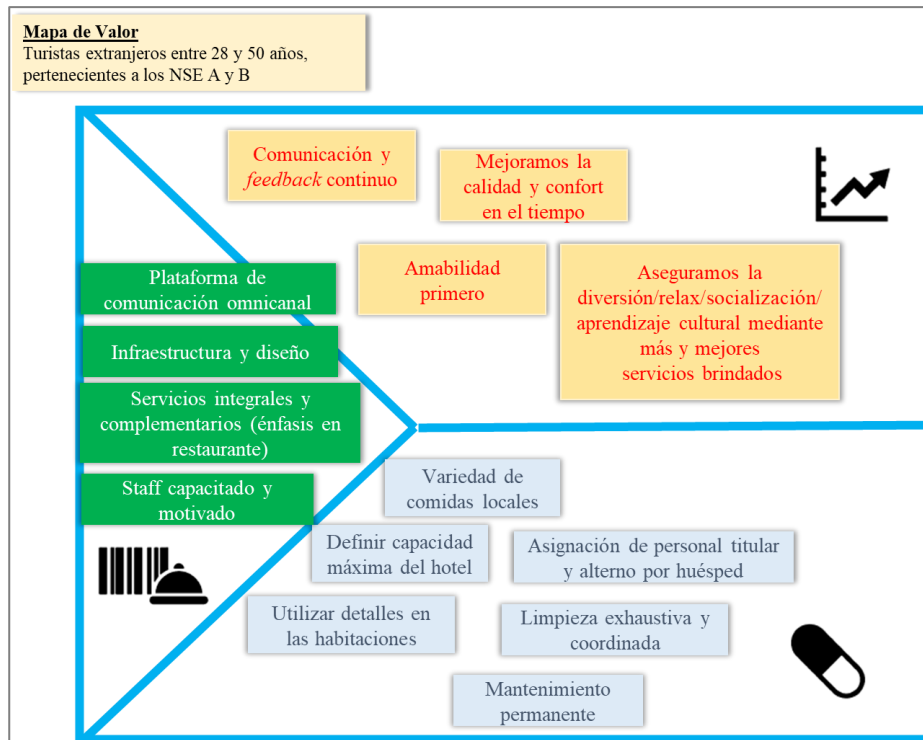 Mapa de Valor
Turistas extranjeros entre 28 y 50 años,
pertenecientes a los NSE A y B
Comunicación y
feedback continuo
Mejoramos la
calidad y confort
en el tiempo
Amabilidad
primero
Aseguramos la
diversión/relax/socialización/
aprendizaje cultural mediante
más y mejores
servicios brindados
Plataforma de
comunicación omnicanal
Infraestructura y diseño
Servicios integrales y
complementarios (énfasis en
restaurante)
Staff capacitado y
motivado
Variedad de
comidas locales
Definir capacidad
máxima del hotel
Asignación de personal titular
y alterno por huésped
Utilizar detalles en
las habitaciones
Limpieza exhaustiva y
coordinada
Mantenimiento
permanente